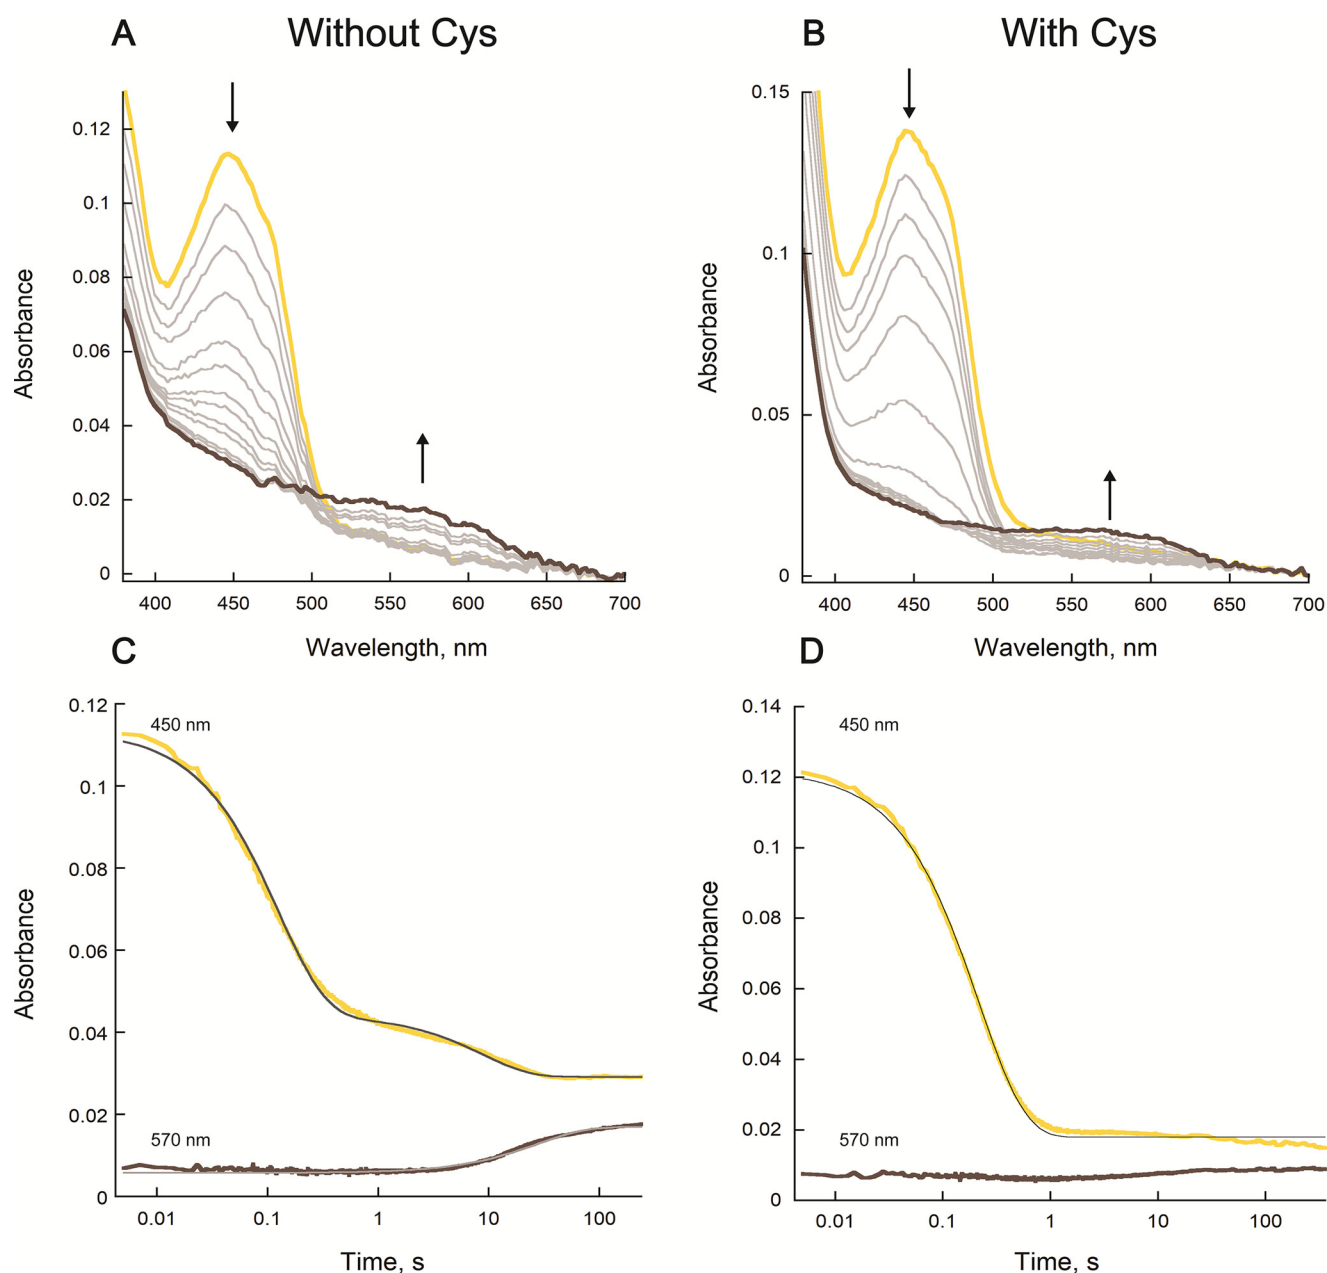 A Without Cys
0.12
0.1
0.08
0.06
0.04
0.02
0
Absorbance
400 450 500 550 600 650 700
Wavelength, nm
B With Cys
0.15
0.1
0.05
0
Absorbance
400 450 500 550 600 650 700
Wavelength, nm
C
0.12
0.1
0.08
0.06
0.04
0.02
0
Absorbance
450 nm
570 nm
0.01 0.1 1 10 100
Time, s
D
0.14
0.12
0.1
0.08
0.06
0.04
0.02
0
Absorbance
450 nm
570 nm
0.01 0.1 1 10 100
Time, s